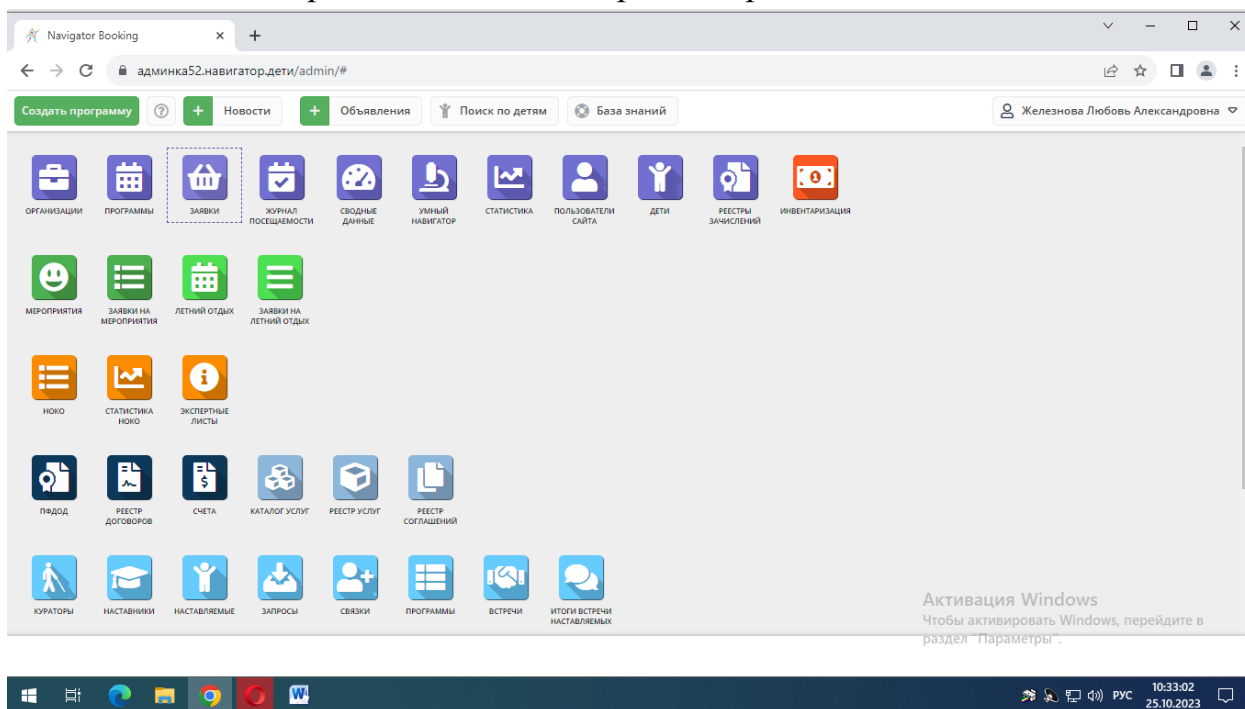 Navigator Booking
админка52.навигатор.дети/admin/#
Создать программу
Новости
Объявления
Поиск по детям
База знаний
Железнова Любовь Александровна
ОРГАНИЗАЦИИ
ПРОГРАММЫ
ЗАЯВКИ
ЖУРНАЛ
ПОСЕЩАЕМОСТИ
СВОДНЫЕ
ДАННЫЕ
УМНЫЙ
НАВИГАТОР
СТАТИСТИКА
ПОЛЬЗОВАТЕЛИ
САЙТА
ДЕТИ
РЕЕСТРЫ
ЗАЧИСЛЕНИЙ
ИНВЕНТАРИЗАЦИЯ
МЕРОПРИЯТИЯ
ЗАЯВКИ НА
МЕРОПРИЯТИЯ
ЛЕТНИЙ ОТДЫХ
ЗАЯВКИ НА
ЛЕТНИЙ ОТДЫХ
НОКО
СТАТИСТИКА
НОКО
ЭКСПЕРТНЫЕ
ЛИСТЫ
ПФДОД
РЕЕСТР
ДОГОВОРОВ
СЧЕТА
КАТАЛОГ УСЛУГ
РЕЕСТР УСЛУГ
РЕЕСТР
СОГЛАШЕНИЙ
КУРАТОРЫ
НАСТАВНИКИ
НАСТАВЛЯЕМЫЕ
ЗАПРОСЫ
СВЯЗКИ
ПРОГРАММЫ
ВСТРЕЧИ
ИТОГИ ВСТРЕЧИ
НАСТАВЛЯЕМЫХ
Активация Windows
Чтобы активировать Windows, перейдите в
раздел "Параметры".
РУС
10:33:02
25.10.2023